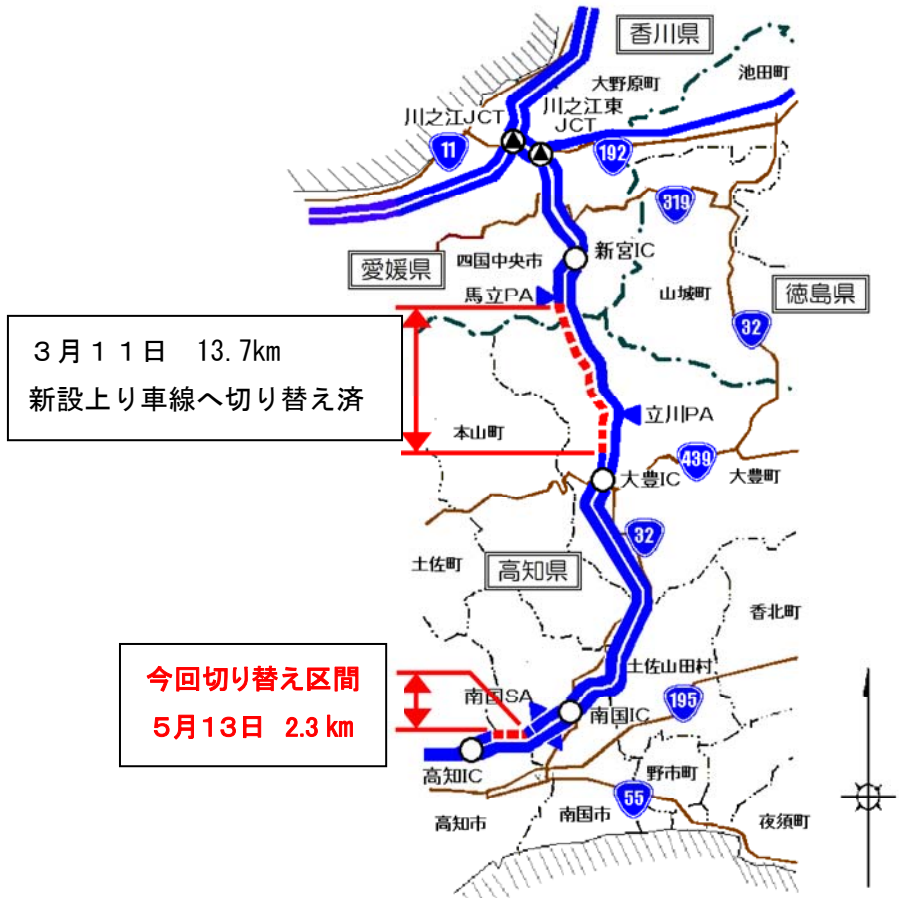 香川県
池田町
大野原町
川之江東
JCT
川之江JCT
11
192
319
新宮IC
四国中央市
愛媛県
馬立PA
山城町
徳島県
32
3月11日 13.7km
新設上り車線へ切り替え済
立川PA
本山町
439
大豊IC
大豊町
32
土佐町
高知県
香北町
土佐山田村
今回切り替え区間
5月13日 2.3km
南国SA
195
南国IC
高知IC
野市町
55
高知市
南国市
夜須町